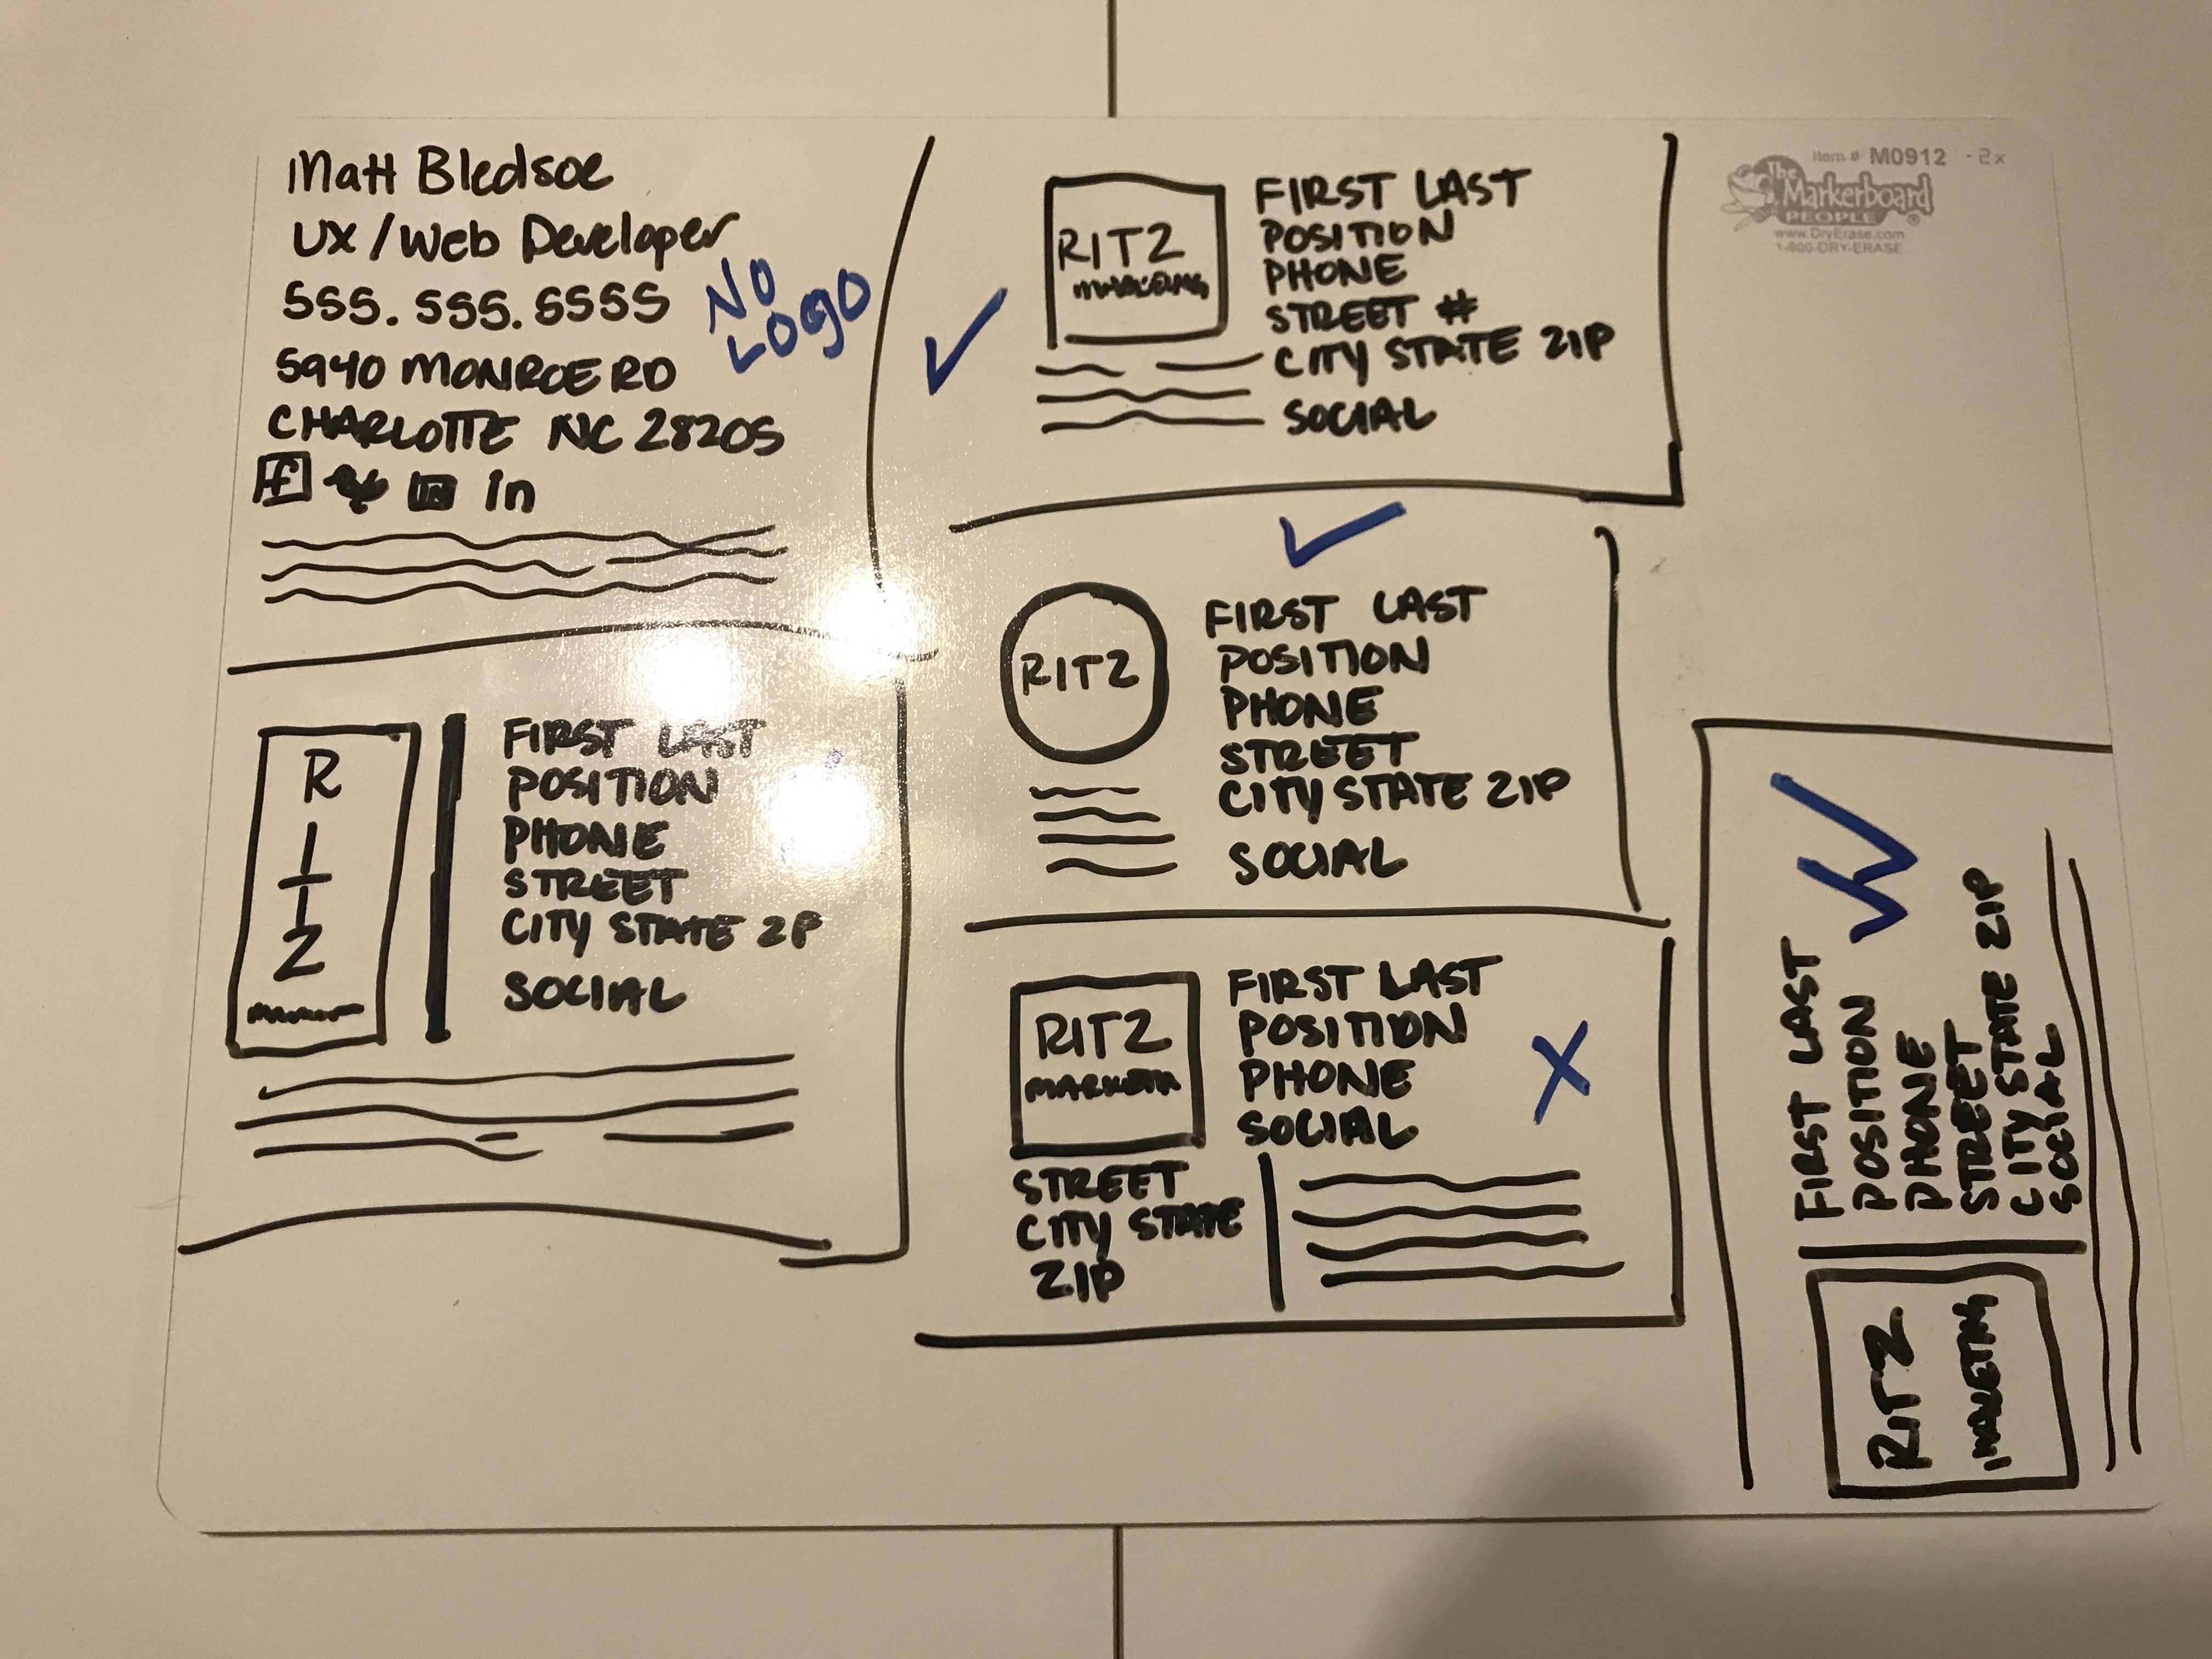 Matt Bledsoe
UX / Web Developer
555. 555. 5555
5940 MONROE RD
CHARLOTTE NC 28205
f in in
NO
LOGO
R
I
T
Z
FIRST LAST
POSITION
PHONE
STREET
CITY STATE ZP
SOCIAL
RITZ
FIRST LAST
POSITION
PHONE
STREET #
CITY STATE ZIP
SOCIAL
RITZ
FIRST LAST
POSITION
PHONE
STREET
CITY STATE ZIP
SOCIAL
RITZ
FIRST LAST
POSITION
PHONE
SOCIAL
STREET
CITY STATE
ZIP
X
Item # M0912 - 2x
The
Markerboard
PEOPLE
www.DryErase.com
1-800-DRY-ERASE
FIRST LAST
POSITION
PHONE
STREET
CITY STATE ZIP
SOCIAL
RITZ